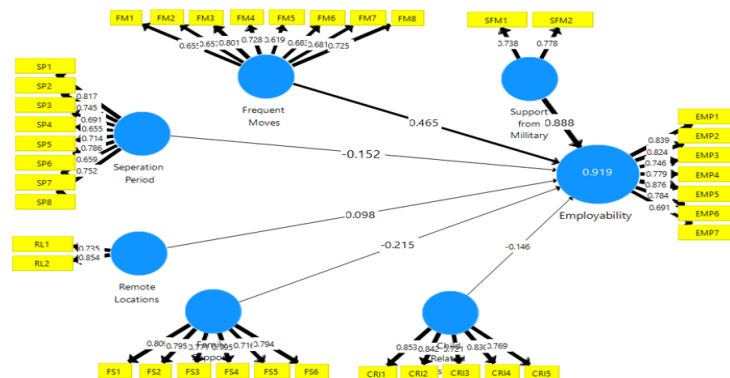 FM1 FM2 FM3 FM4 FM5 FM6 FM7 FM8
0.801 0.728 0.619 0.681 0.725
Frequent
Moves
SFM1 SFM2
0.738 0.778
Support
from
Millitary
0.888
SP1
SP2
SP3
SP4
SP5
SP6
SP7
SP8
0.817
0.745
0.691
0.655
0.714
0.786
0.659
0.752
Seperation
Period
0.465
-0.152
0.098
-0.215
-0.146
0.919
Employability
EMP1
EMP2
EMP3
EMP4
EMP5
EMP6
EMP7
0.839
0.824
0.746
0.779
0.876
0.784
0.691
RL1
RL2
0.735
0.854
Remote
Locations
0.795 0.794
Family
FS1 FS2 FS3 FS4 FS5 FS6
0.853 0.769
Child
Related
CRI1 CRI2 CRI3 CRI4 CRI5